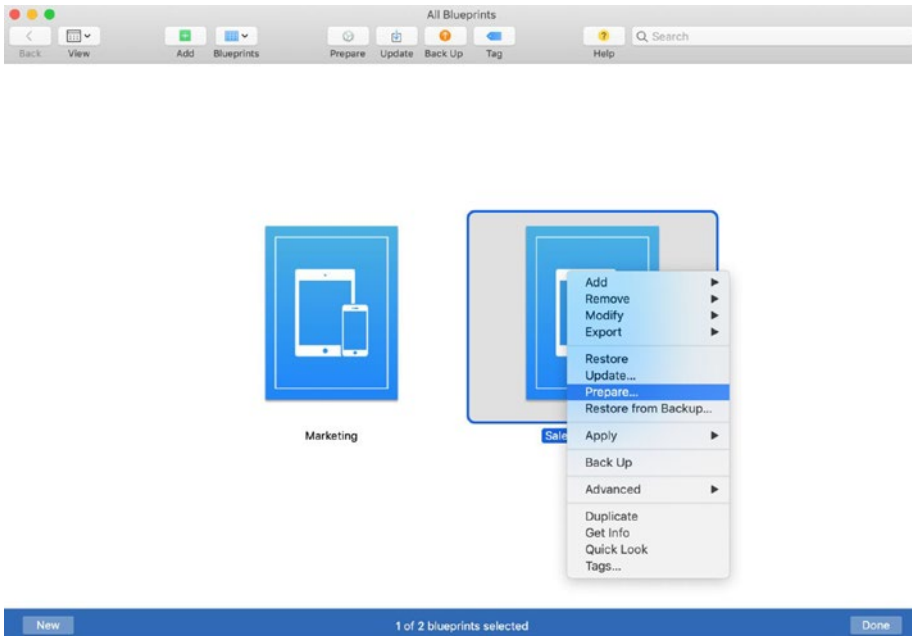 All Blueprints
Search
Back View Add Blueprints Prepare Update Back Up Tag Help
Add
Remove
Modify
Export
Restore
Update...
Prepare...
Restore from Backup...
Marketing
Sale
Apply
Back Up
Advanced
Duplicate
Get Info
Quick Look
Tags...
New 1 of 2 blueprints selected Done